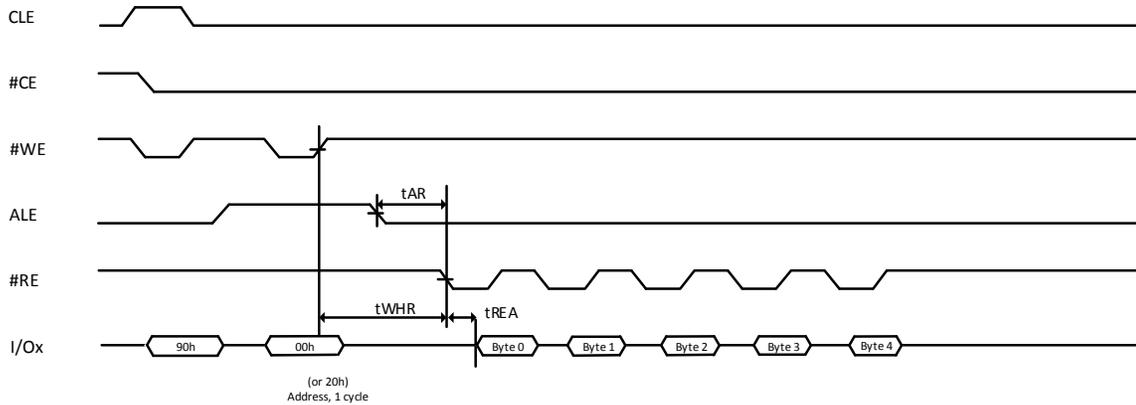 CLE
#CE
#WE
tAR
ALE
#RE
tWHR tREA
I/Ox 90h 00h Byte 0 Byte 1 Byte 2 Byte 3 Byte 4
(or 20h)
Address, 1 cycle